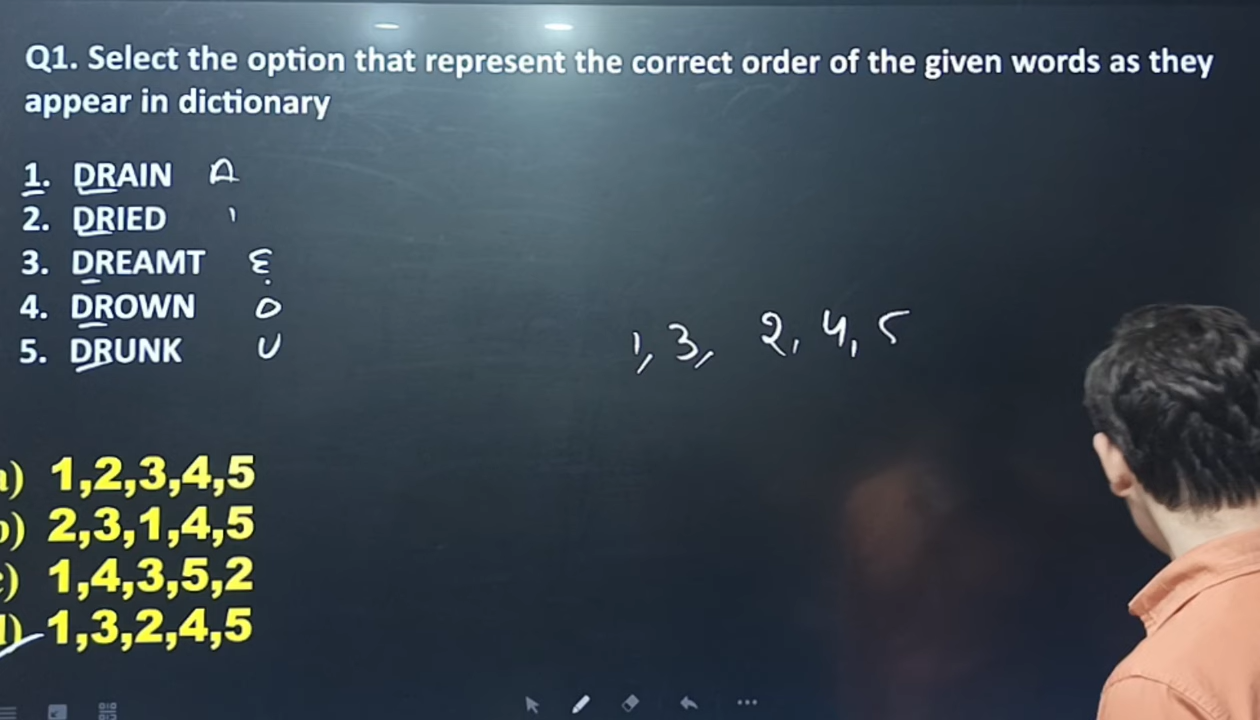 Q1. Select the option that represent the correct order of the given words as they
appear in dictionary
1. DRAIN A
2. DRIED I
3. DREAMT E
4. DROWN O
5. DRUNK U
1, 3, 2, 4, 5
a) 1,2,3,4,5
b) 2,3,1,4,5
c) 1,4,3,5,2
d) 1,3,2,4,5